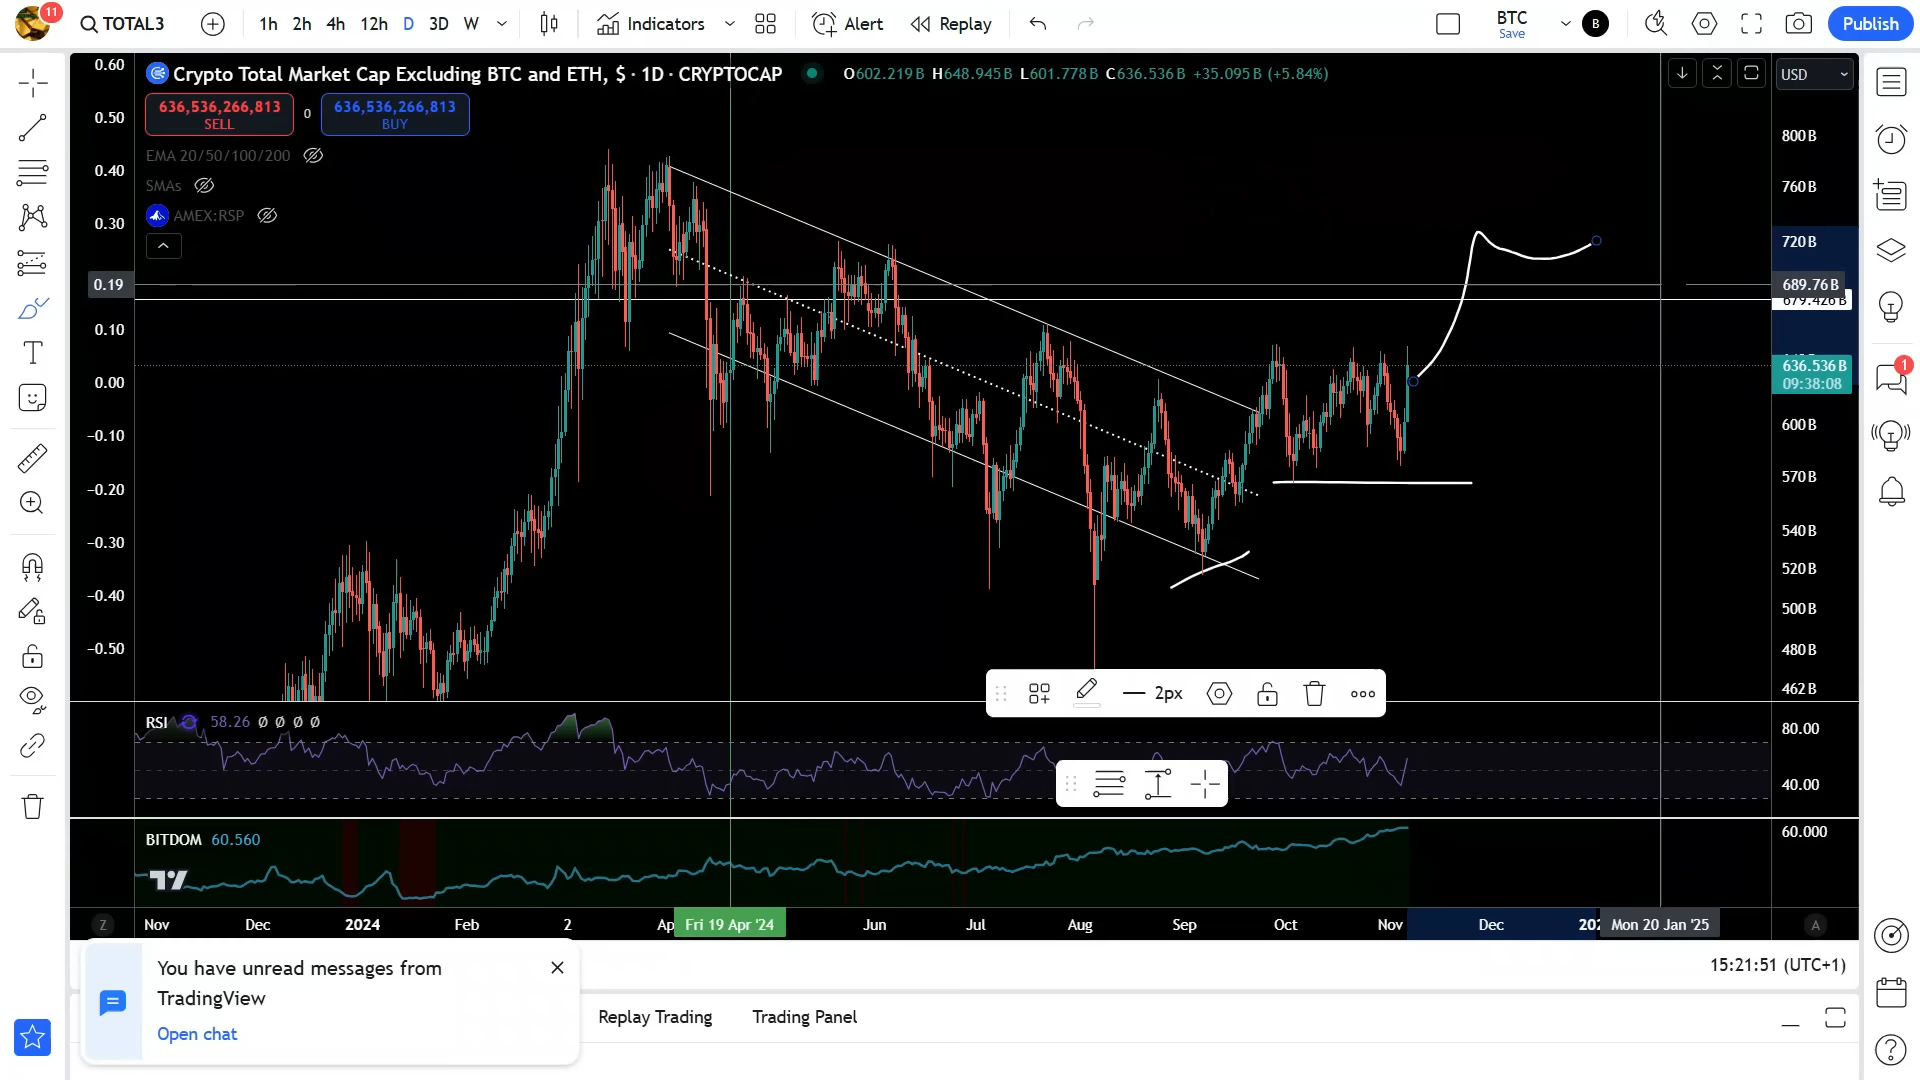 11
TOTAL3
1h 2h 4h 12h D 3D W
Indicators
Alert
Replay
BTC
Save
B
Publish
Crypto Total Market Cap Excluding BTC and ETH, $ · 1D · CRYPTOCAP
O602.219B H648.945B L601.778B C636.536B +35.095B (+5.84%)
USD
636,536,266,813
SELL
0
636,536,266,813
BUY
EMA 20/50/100/200
SMAs
AMEX:RSP
0.60
0.50
0.40
0.30
0.19
0.10
0.00
−0.10
−0.20
−0.30
−0.40
−0.50
800B
760B
720B
689.76B
679.426B
636.536B
09:38:08
600B
570B
540B
520B
500B
480B
462B
2px
RSI 58.26 Ø Ø Ø Ø
80.00
40.00
BITDOM 60.560
60.000
Z
Nov Dec 2024 Feb 2 Ap Fri 19 Apr '24 Jun Jul Aug Sep Oct Nov Dec 202 Mon 20 Jan '25
A
15:21:51 (UTC+1)
You have unread messages from
TradingView
Open chat
Replay Trading
Trading Panel
1